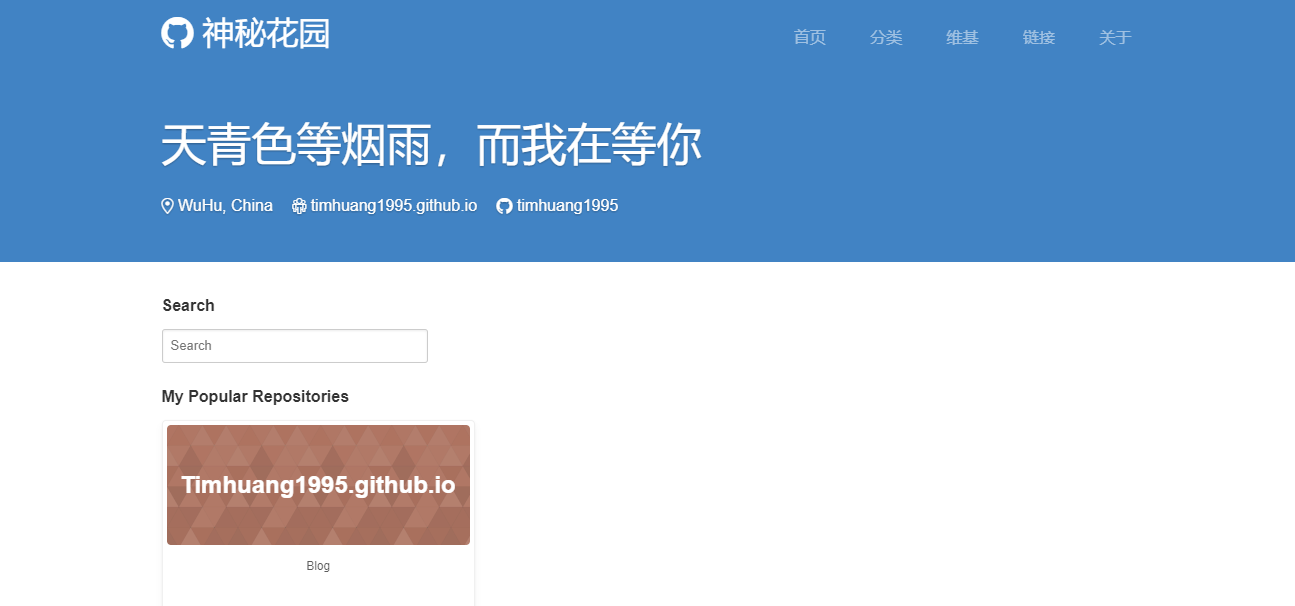 神秘花园
首页 分类 维基 链接 关于
天青色等烟雨，而我在等你
WuHu, China timhuang1995.github.io timhuang1995
Search
Search
My Popular Repositories
Timhuang1995.github.io
Blog